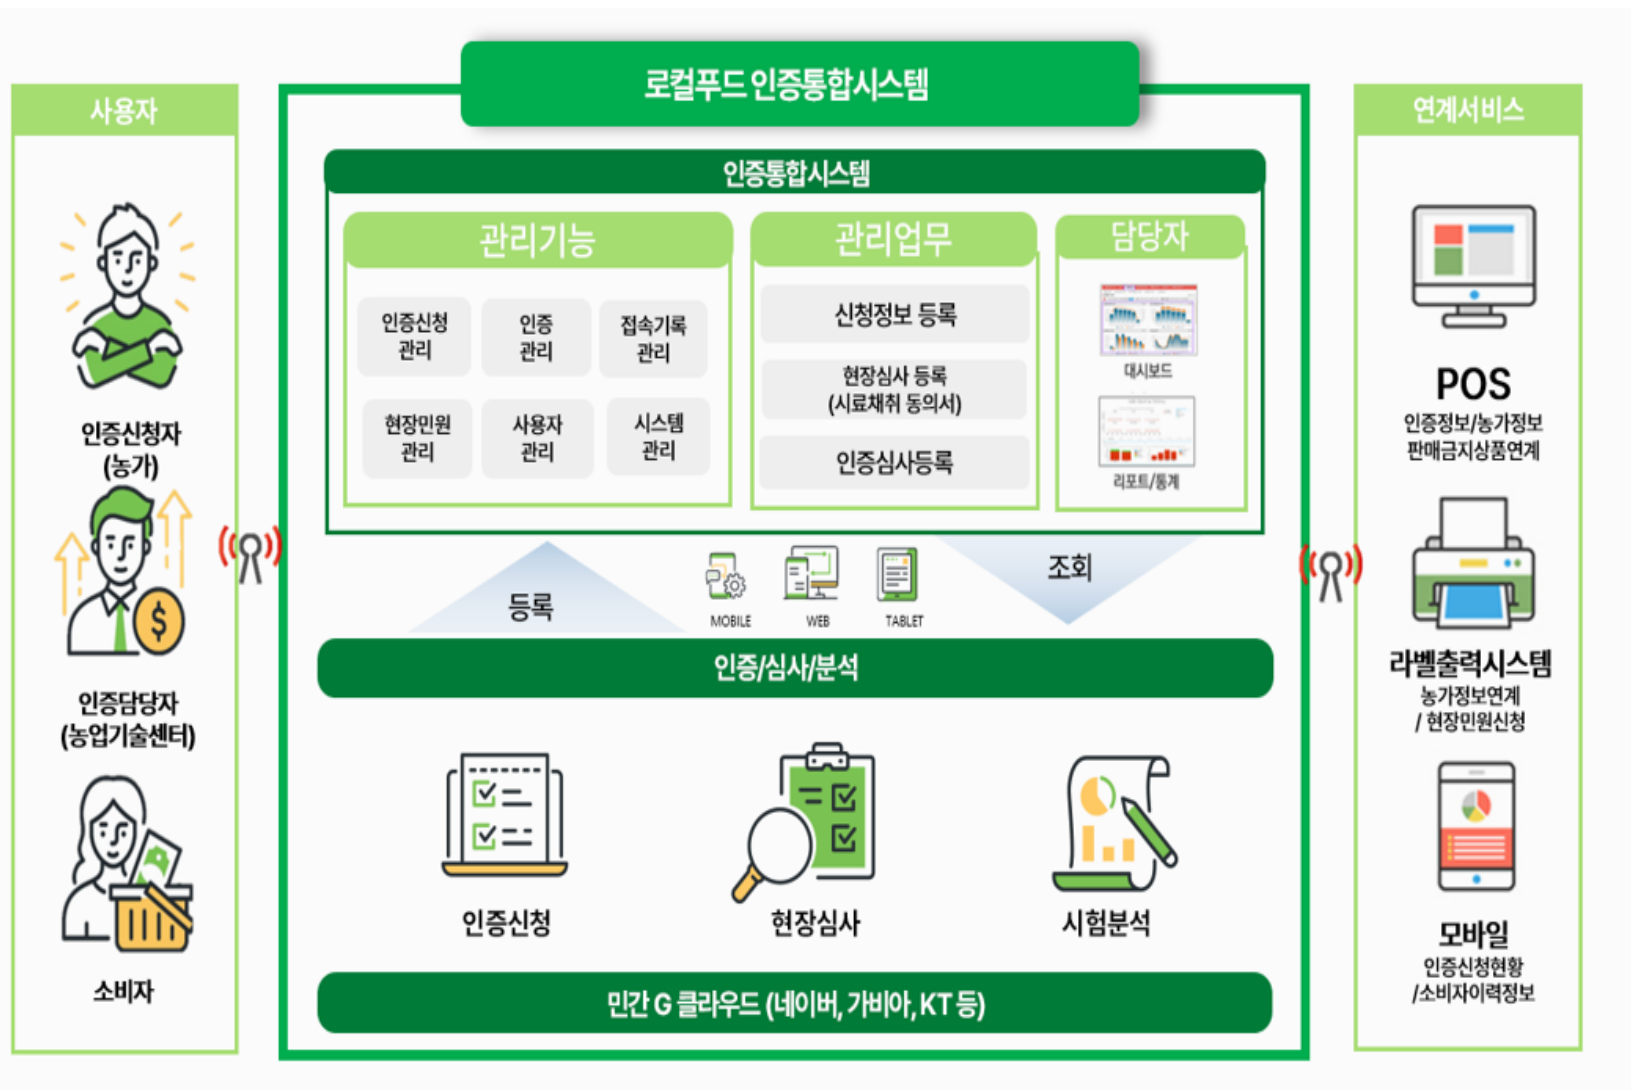 로컬푸드 인증통합시스템
사용자
인증신청자
(농가)
인증담당자
(농업기술센터)
소비자
인증통합시스템
관리기능
인증신청
관리
인증
관리
접속기록
관리
현장민원
관리
사용자
관리
시스템
관리
관리업무
신청정보 등록
현장심사 등록
(시료채취 동의서)
인증심사등록
담당자
대시보드
리포트/통계
등록
MOBILE
WEB
TABLET
조회
인증/심사/분석
인증신청
현장심사
시험분석
민간 G 클라우드 (네이버, 가비아, KT 등)
연계서비스
POS
인증정보/농가정보
판매금지상품연계
라벨출력시스템
농가정보연계
/ 현장민원신청
모바일
인증신청현황
/소비자이력정보